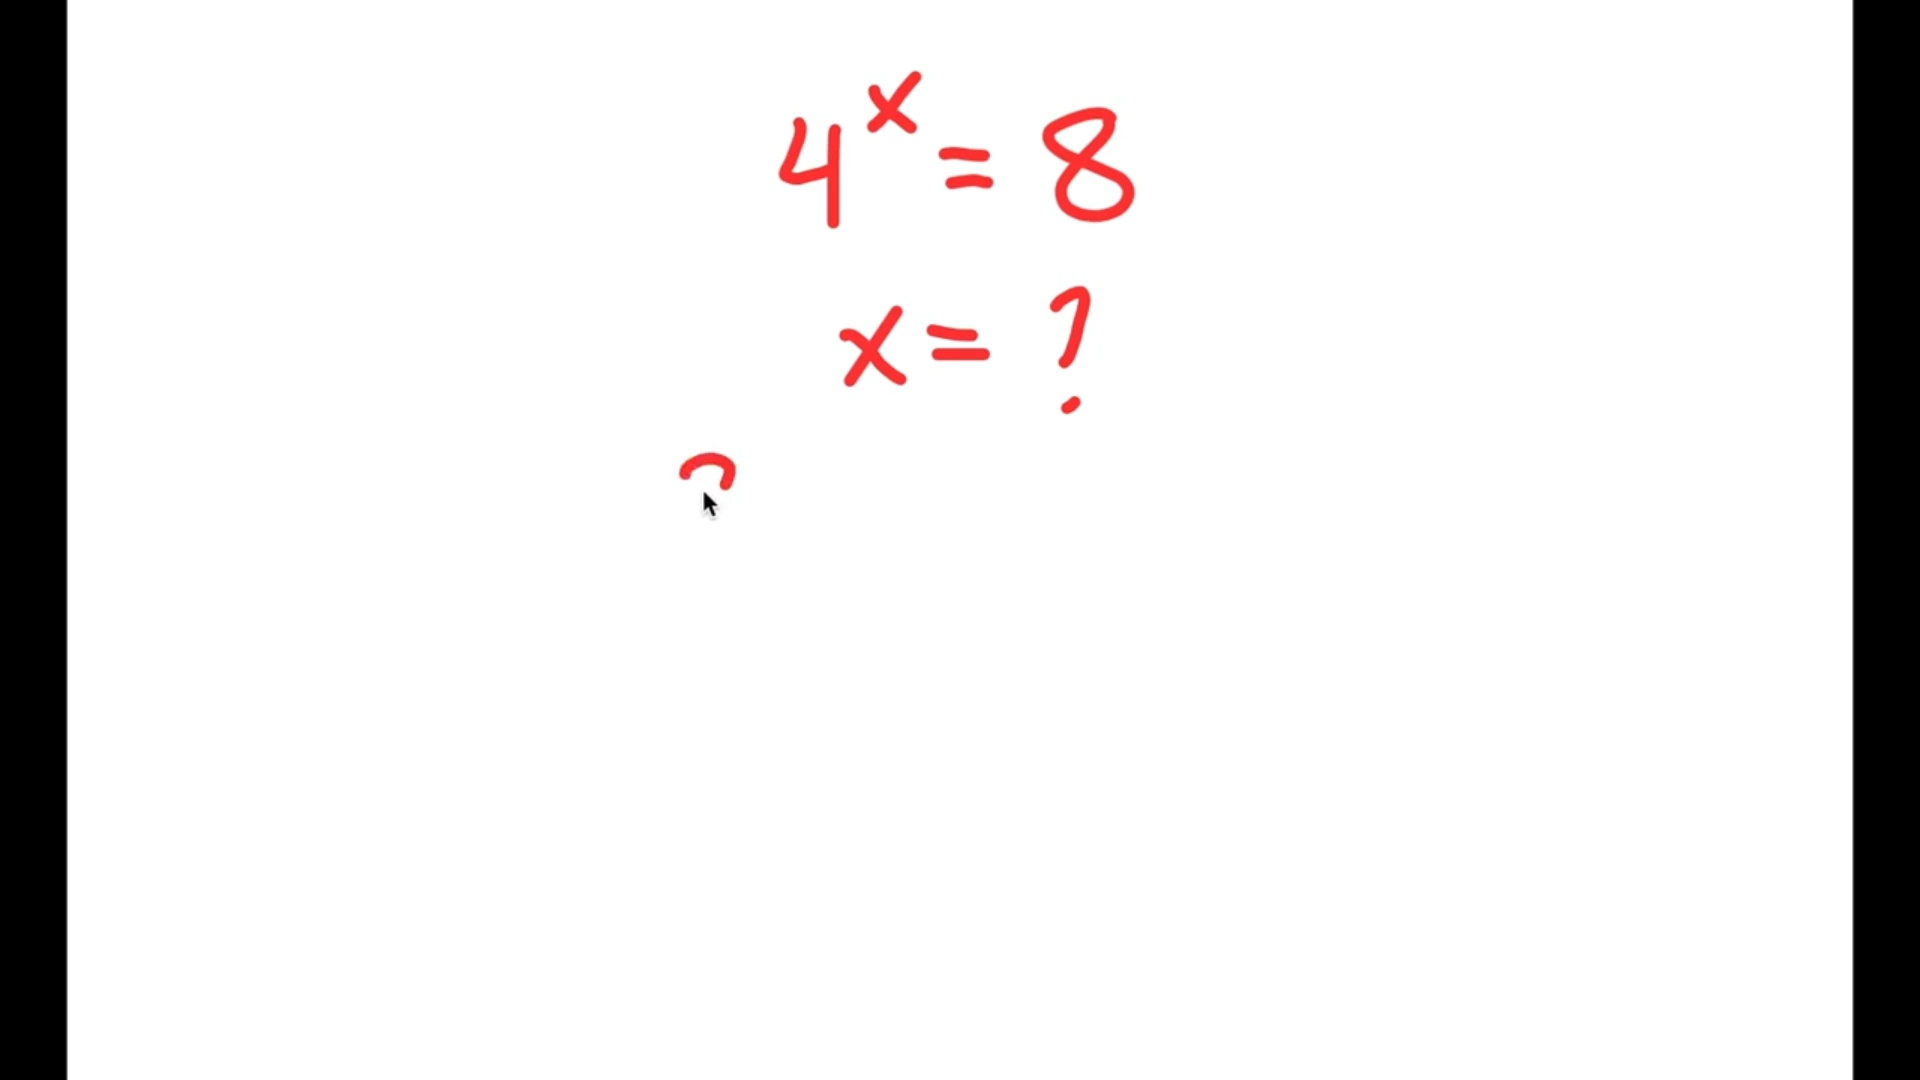 4^x = 8
x = ?